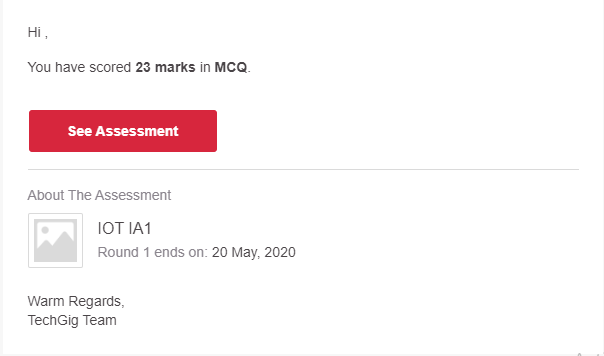 Hi ,
You have scored 23 marks in MCQ.
See Assessment
About The Assessment
IOT IA1
Round 1 ends on: 20 May, 2020
Warm Regards,
TechGig Team